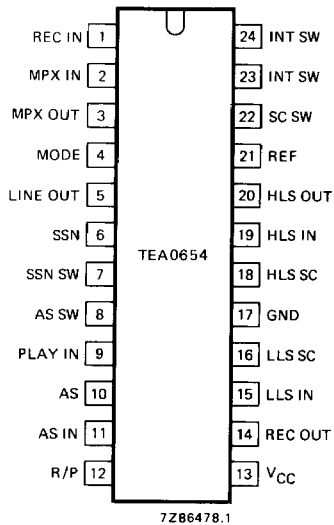 REC IN 1 24 INT SW
MPX IN 2 23 INT SW
MPX OUT 3 22 SC SW
MODE 4 21 REF
LINE OUT 5 20 HLS OUT
SSN 6 19 HLS IN
SSN SW 7 TEA0654 18 HLS SC
AS SW 8 17 GND
PLAY IN 9 16 LLS SC
AS 10 15 LLS IN
AS IN 11 14 REC OUT
R/P 12 13 VCC
7Z86478.1